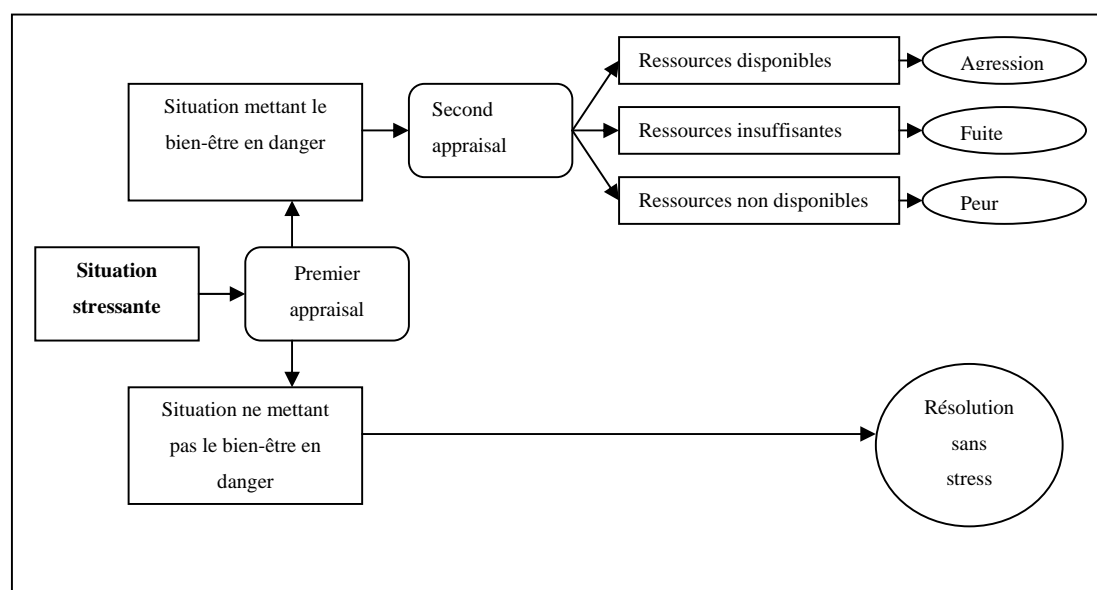 Situation mettant le
bien-être en danger
Second
appraisal
Ressources disponibles
Agression
Ressources insuffisantes
Fuite
Ressources non disponibles
Peur
Situation
stressante
Premier
appraisal
Situation ne mettant
pas le bien-être en
danger
Résolution
sans
stress